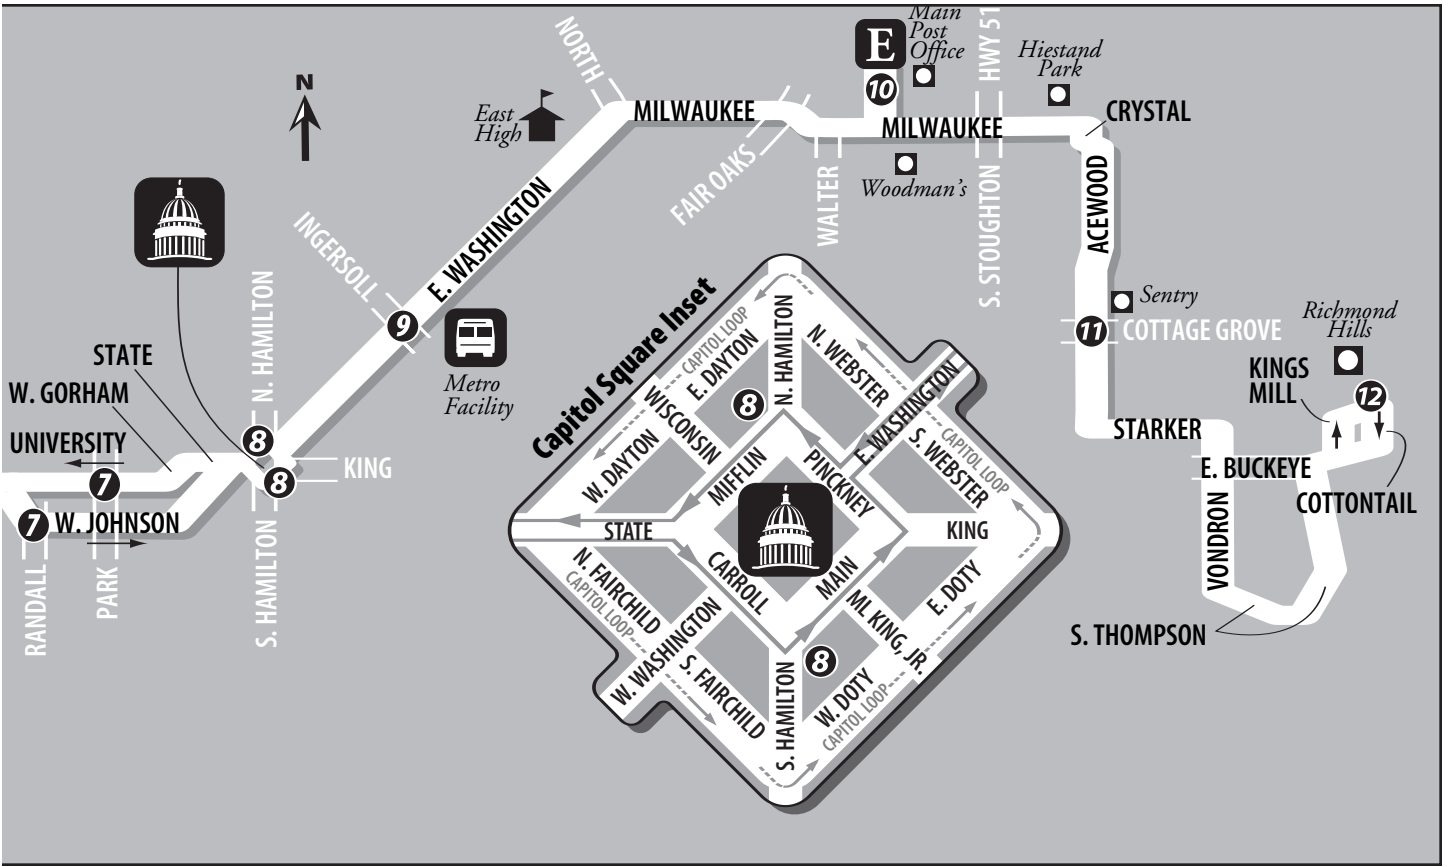 Main
Post
Office
E
10
HWY 51
Hiestand
Park
NORTH
N
East
High
MILWAUKEE
MILWAUKEE
CRYSTAL
FAIR OAKS
WALTER
Woodman's
S. STOUGHTON
ACEWOOD
E. WASHINGTON
INGERSOLL
9
Metro
Facility
N. HAMILTON
STATE
W. GORHAM
UNIVERSITY
8
8
KING
7
7
W. JOHNSON
RANDALL
PARK
S. HAMILTON
Sentry
11
COTTAGE GROVE
Richmond
Hills
KINGS
MILL
12
STARKER
E. BUCKEYE
COTTONTAIL
VONDRON
S. THOMPSON
Capitol Square Inset
CAPITOL LOOP
E. DAYTON
N. HAMILTON
N. WEBSTER
E. WASHINGTON
8
WISCONSIN
W. DAYTON
MIFFLIN
PINCKNEY
S. WEBSTER
CAPITOL LOOP
STATE
KING
N. FAIRCHILD
CAPITOL LOOP
CARROLL
MAIN
E. DOTY
ML KING, JR.
W. WASHINGTON
S. FAIRCHILD
8
S. HAMILTON
W. DOTY
CAPITOL LOOP